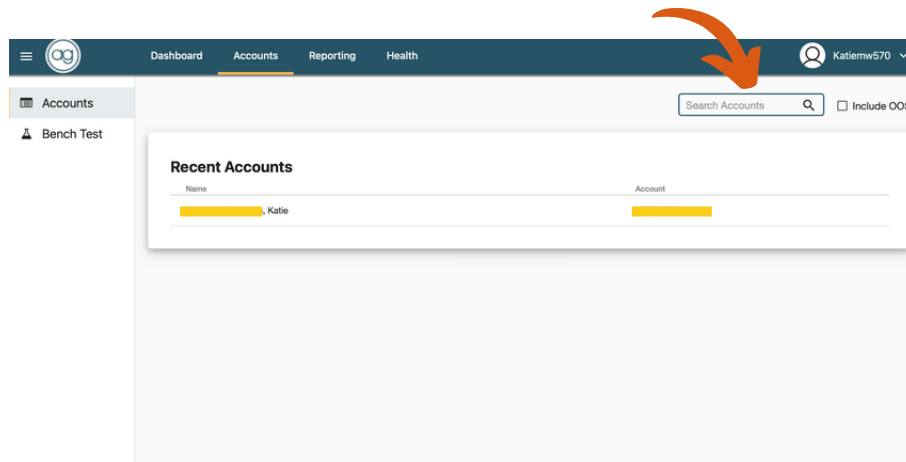 ag Dashboard Accounts Reporting Health Katiemw570
Accounts
Search Accounts Include OOS
Bench Test
Recent Accounts
Name Account
, Katie